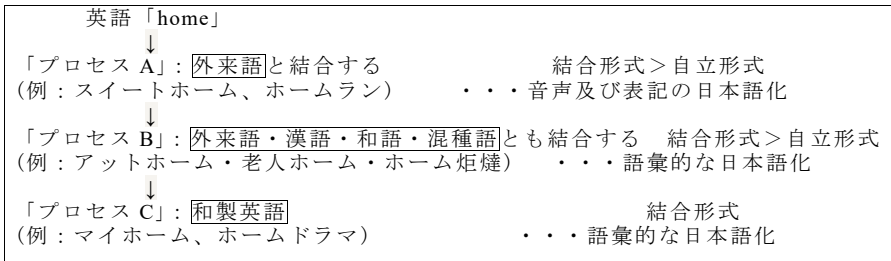 英語「home」
↓
「プロセス A」: 外来語と結合する 結合形式＞自立形式
(例：スイートホーム、ホームラン) ・・・音声及び表記の日本語化
↓
「プロセス B」: 外来語・漢語・和語・混種語とも結合する 結合形式＞自立形式
(例：アットホーム・老人ホーム・ホーム炬燵) ・・・語彙的な日本語化
↓
「プロセス C」: 和製英語 結合形式
(例：マイホーム、ホームドラマ) ・・・語彙的な日本語化